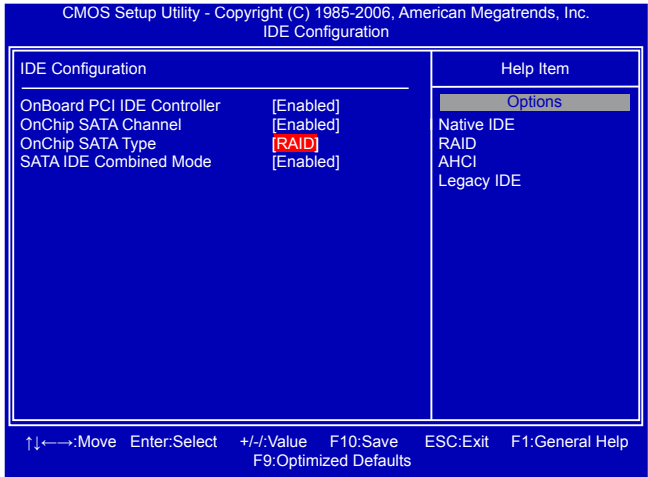 CMOS Setup Utility - Copyright (C) 1985-2006, American Megatrends, Inc.
IDE Configuration
IDE Configuration
OnBoard PCI IDE Controller [Enabled]
OnChip SATA Channel [Enabled]
OnChip SATA Type [RAID]
SATA IDE Combined Mode [Enabled]
Help Item
Options
Native IDE
RAID
AHCI
Legacy IDE
↑↓←→:Move Enter:Select +/-/:Value F10:Save ESC:Exit F1:General Help
F9:Optimized Defaults